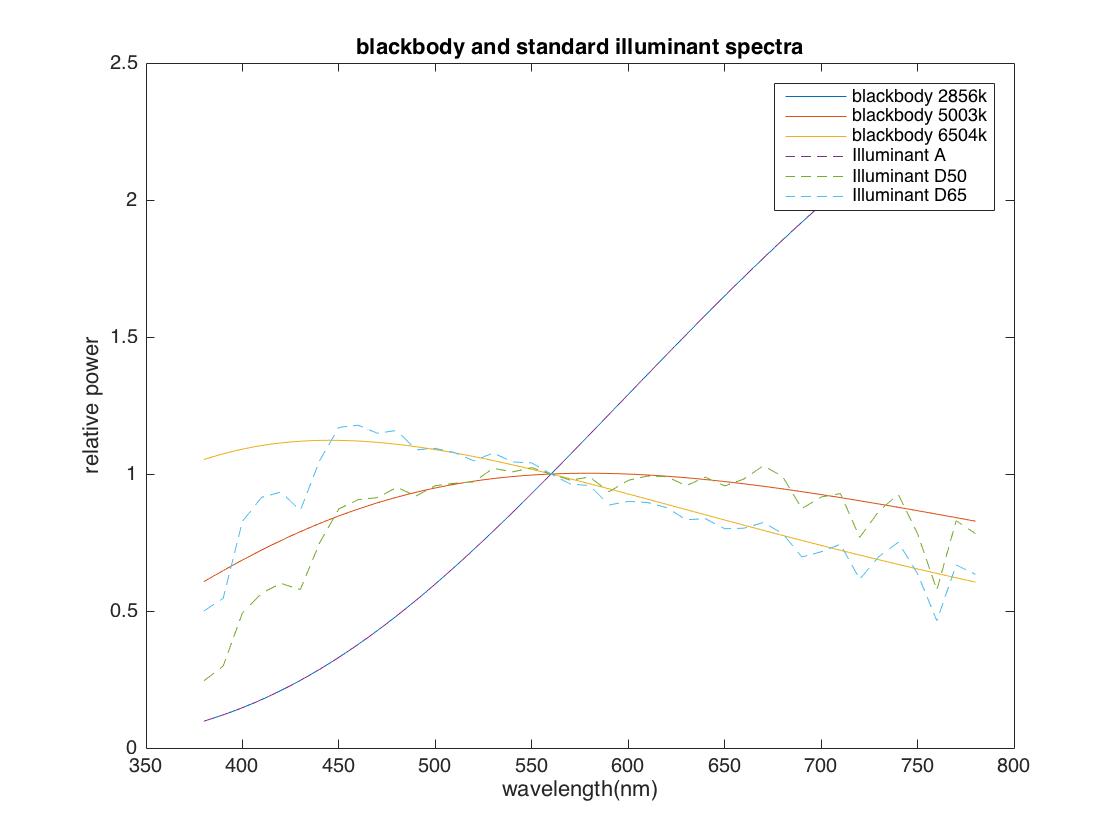 blackbody and standard illuminant spectra
2.5
2
1.5
1
0.5
0
relative power
blackbody 2856k
blackbody 5003k
blackbody 6504k
Illuminant A
Illuminant D50
Illuminant D65
350 400 450 500 550 600 650 700 750 800
wavelength(nm)